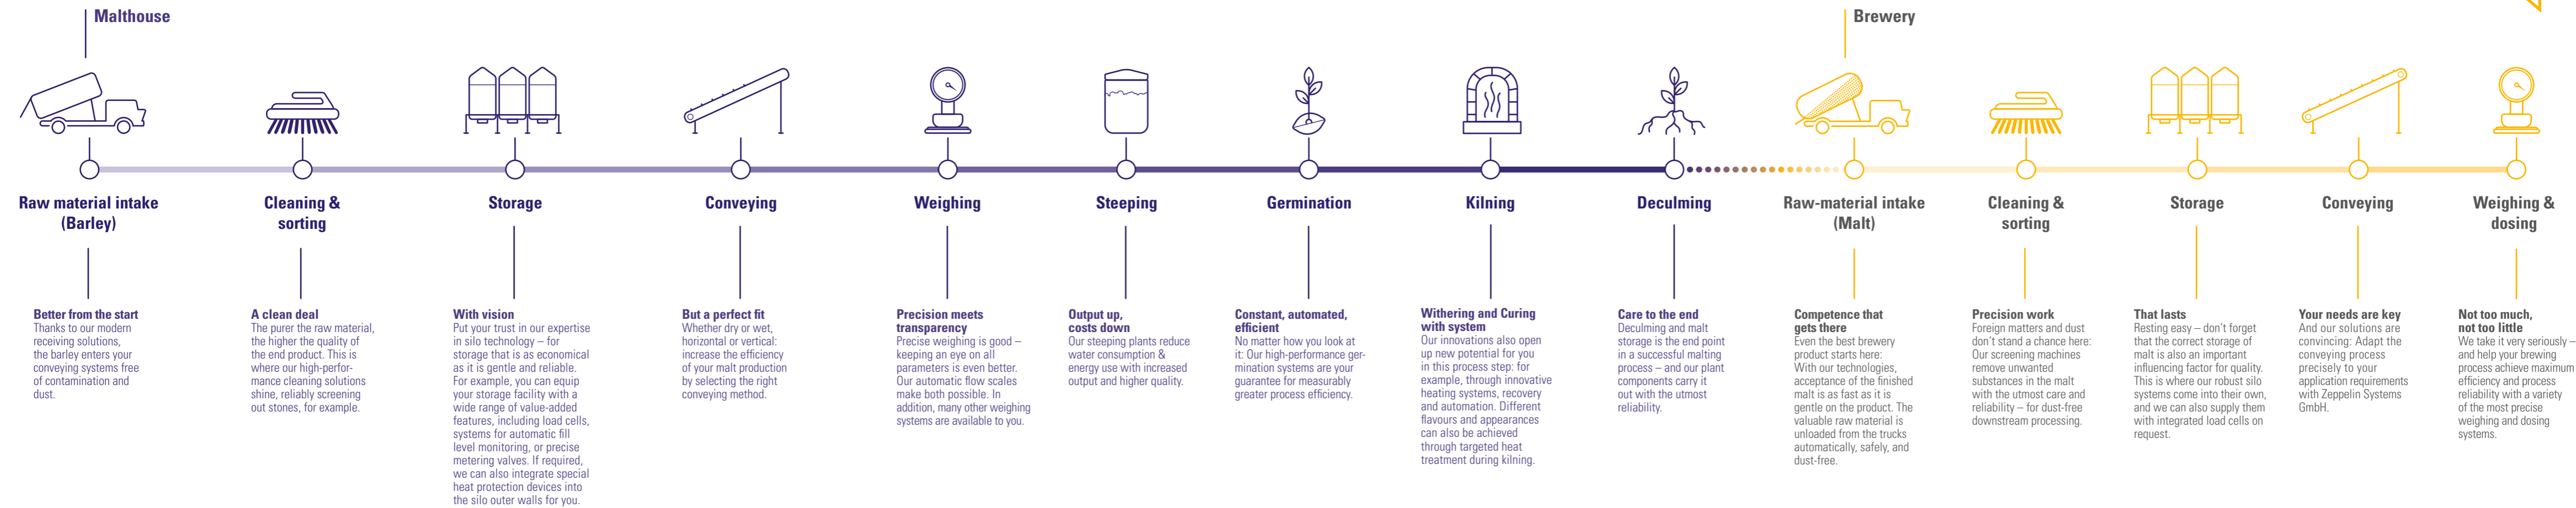 Malthouse
Brewery
Raw material intake
(Barley)
Better from the start
Thanks to our modern
receiving solutions,
the barley enters your
conveying systems free
of contamination and
dust.
Cleaning &
sorting
A clean deal
The purer the raw material,
the higher the quality of
the end product. This is
where our high-perfor-
mance cleaning solutions
shine, reliably screening
out stones, for example.
Storage
With vision
Put your trust in our expertise
in silo technology – for
storage that is as economical
as it is gentle and reliable.
For example, you can equip
your storage facility with a
wide range of value-added
features, including load cells,
systems for automatic fill
level monitoring, or precise
metering valves. If required,
we can also integrate special
heat protection devices into
the silo outer walls for you.
Conveying
But a perfect fit
Whether dry or wet,
horizontal or vertical:
increase the efficiency
of your malt production
by selecting the right
conveying method.
Weighing
Precision meets
transparency
Precise weighing is good –
keeping an eye on all
parameters is even better.
Our automatic flow scales
make both possible. In
addition, many other weighing
systems are available to you.
Steeping
Output up,
costs down
Our steeping plants reduce
water consumption &
energy use with increased
output and higher quality.
Germination
Constant, automated,
efficient
No matter how you look at
it: Our high-performance ger-
mination systems are your
guarantee for measurably
greater process efficiency.
Kilning
Withering and Curing
with system
Our innovations also open
up new potential for you
in this process step: for
example, through innovative
heating systems, recovery
and automation. Different
flavours and appearances
can also be achieved
through targeted heat
treatment during kilning.
Deculming
Care to the end
Deculming and malt
storage is the end point
in a successful malting
process – and our plant
components carry it
out with the utmost
reliability.
Raw-material intake
(Malt)
Competence that
gets there
Even the best brewery
product starts here:
With our technologies,
acceptance of the finished
malt is as fast as it is
gentle on the product. The
valuable raw material is
unloaded from the trucks
automatically, safely, and
dust-free.
Cleaning &
sorting
Precision work
Foreign matters and dust
don't stand a chance here:
Our screening machines
remove unwanted
substances in the malt
with the utmost care and
reliability – for dust-free
downstream processing.
Storage
That lasts
Resting easy – don't forget
that the correct storage of
malt is also an important
influencing factor for quality.
This is where our robust silo
systems come into their own,
and we can also supply them
with integrated load cells on
request.
Conveying
Your needs are key
And our solutions are
convincing: Adapt the
conveying process
precisely to your
application requirements
with Zeppelin Systems
GmbH.
Weighing &
dosing
Not too much,
not too little
We take it very seriously –
and help your brewing
process achieve maximum
efficiency and process
reliability with a variety
of the most precise
weighing and dosing
systems.